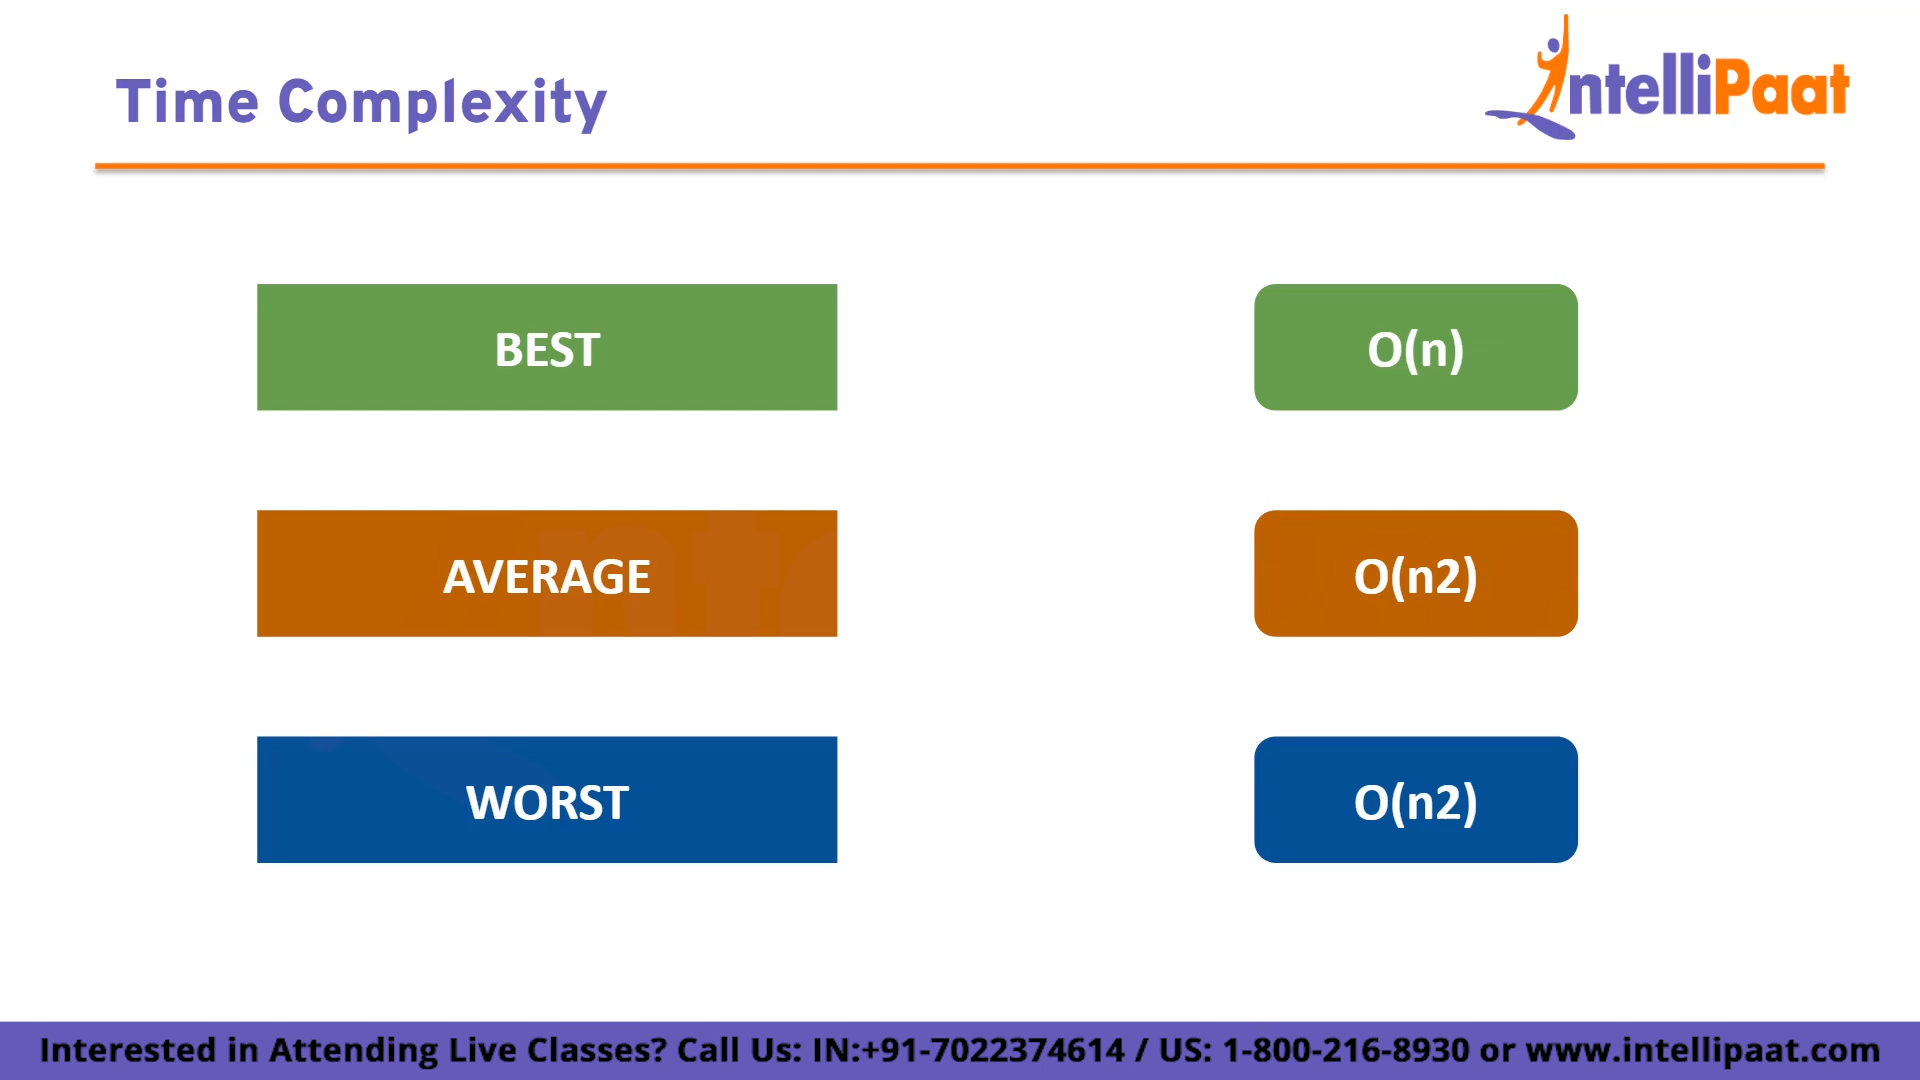 Time Complexity
IntelliPaat
BEST
O(n)
AVERAGE
O(n2)
WORST
O(n2)
Interested in Attending Live Classes? Call Us: IN:+91-7022374614 / US: 1-800-216-8930 or www.intellipaat.com